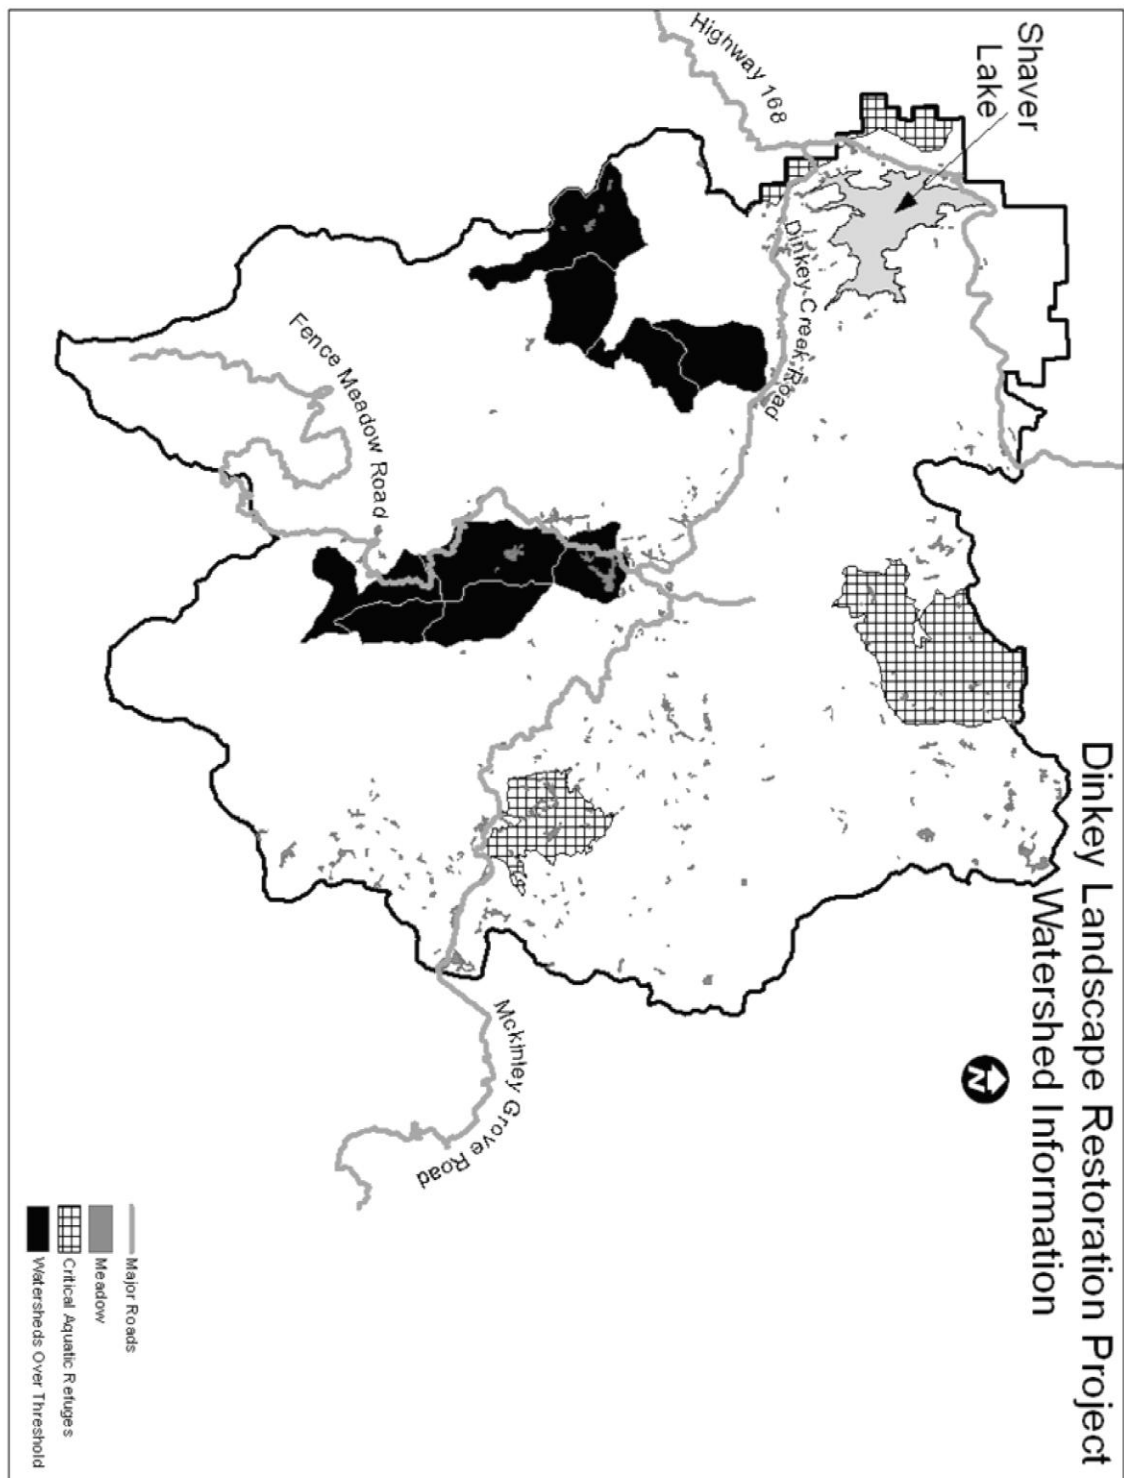 Dinkey Landscape Restoration Project
Watershed Information
Shaver
Lake
Highway 168
Dinkey Creek Road
Fence Meadow Road
Mckinley Grove Road
N
Major Roads
Meadow
Critical Aquatic Refuges
Watersheds Over Threshold